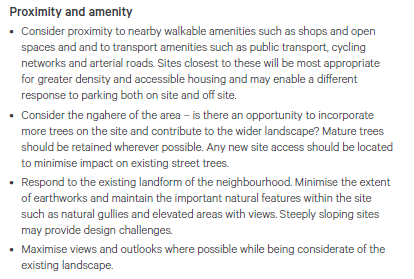 Proximity and amenity
• Consider proximity to nearby walkable amenities such as shops and open
spaces and and to transport amenities such as public transport, cycling
networks and arterial roads. Sites closest to these will be most appropriate
for greater density and accessible housing and may enable a different
response to parking both on site and off site.
• Consider the ngahere of the area – is there an opportunity to incorporate
more trees on the site and contribute to the wider landscape? Mature trees
should be retained wherever possible. Any new site access should be located
to minimise impact on existing street trees.
• Respond to the existing landform of the neighbourhood. Minimise the extent
of earthworks and maintain the important natural features within the site
such as natural gullies and elevated areas with views. Steeply sloping sites
may provide design challenges.
• Maximise views and outlooks where possible while being considerate of the
existing landscape.